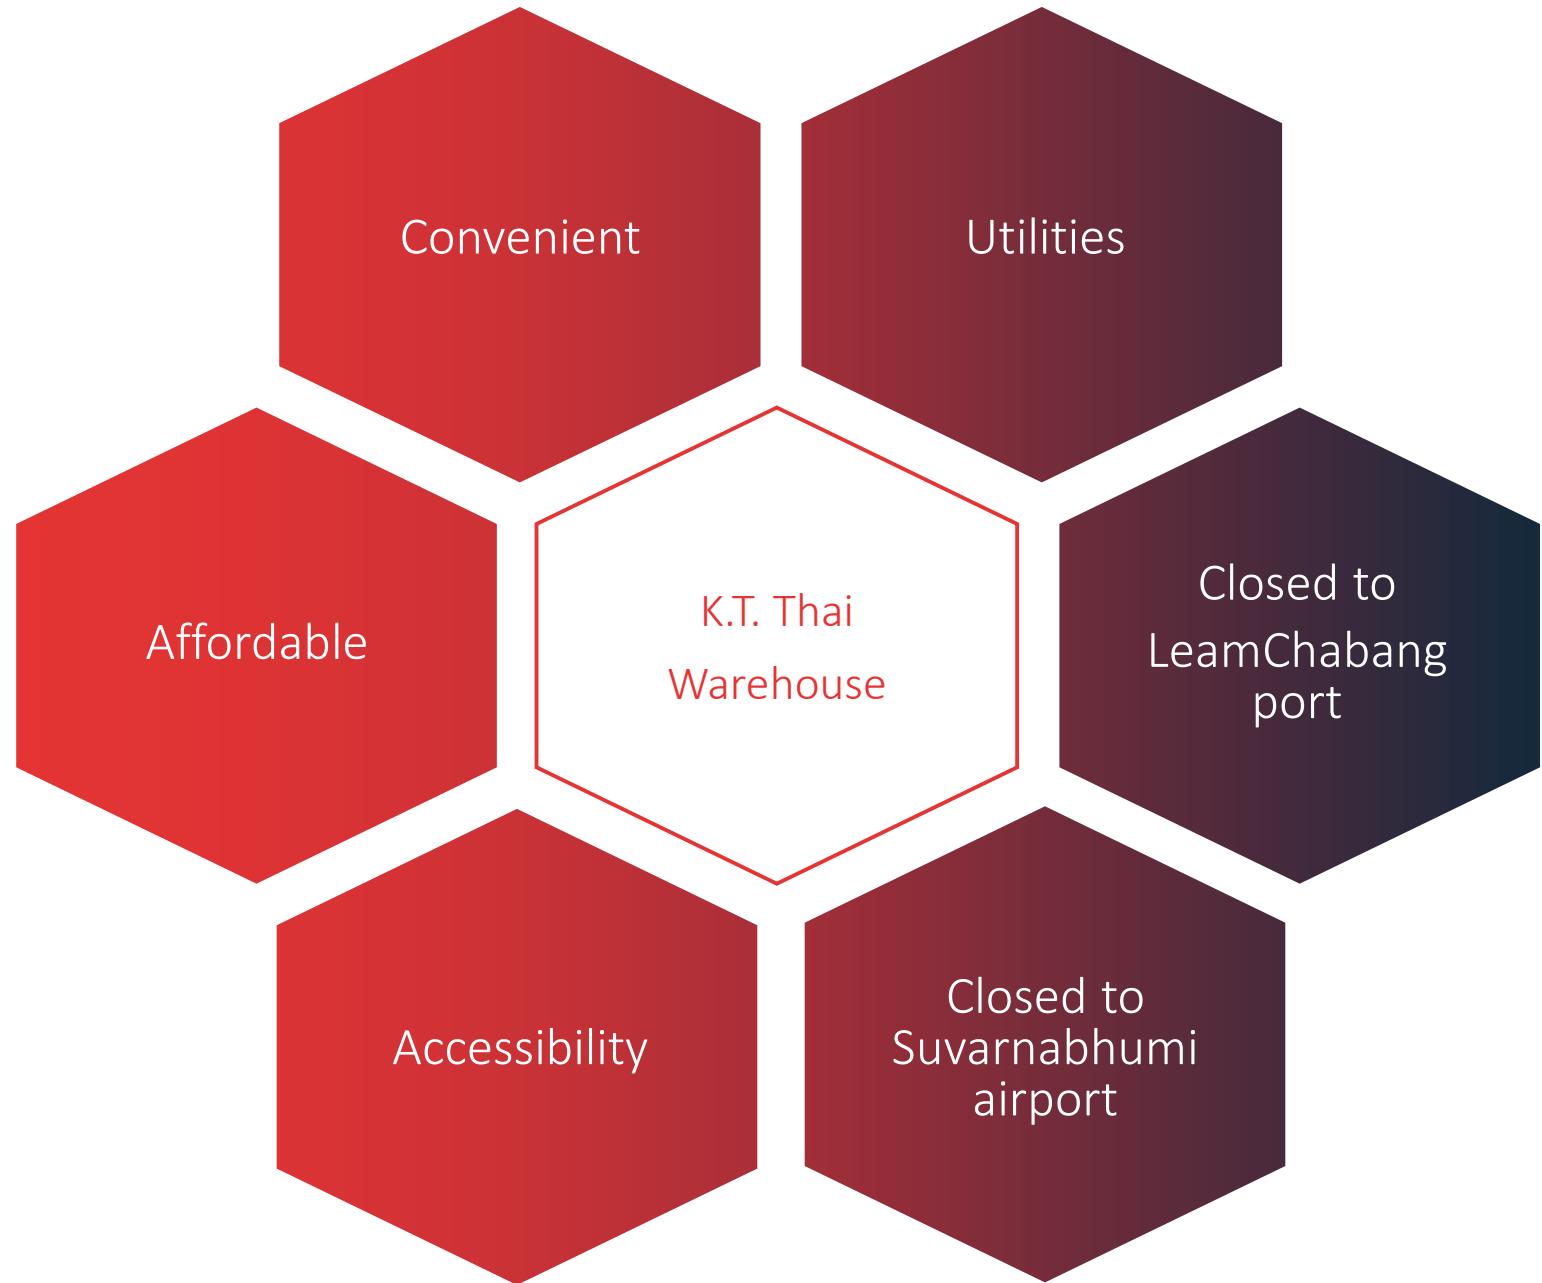 Convenient
Utilities
Affordable
K.T. Thai
Warehouse
Closed to
LeamChabang
port
Accessibility
Closed to
Suvarnabhumi
airport